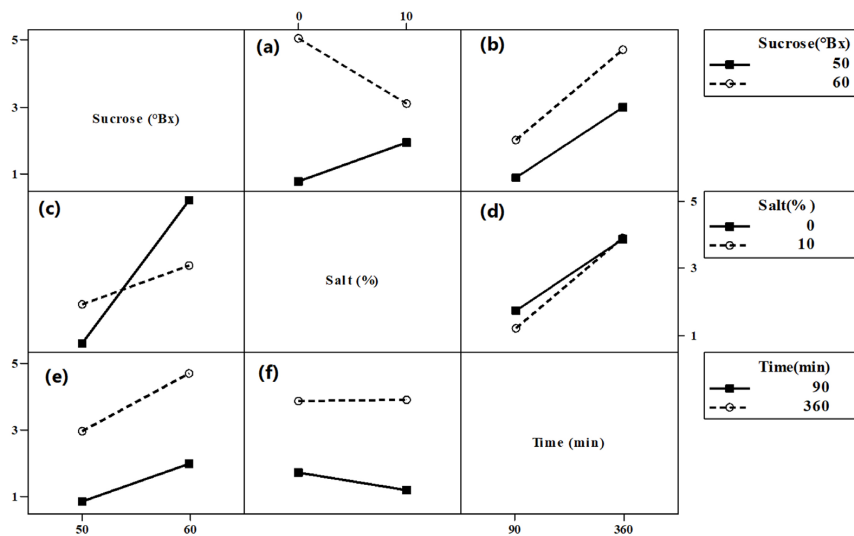 0 10
(a) (b) Sucrose(°Bx)
5 50
60
3
Sucrose (°Bx)
1
(c) (d) 5 Salt(% )
0
10
3
Salt (%)
1
5 (e) (f) Time(min)
90
360
3
Time (min)
1
50 60 90 360